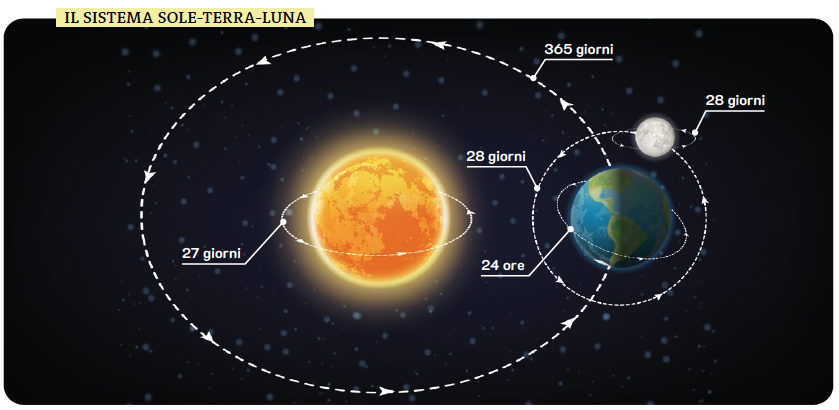 IL SISTEMA SOLE-TERRA-LUNA
365 giorni
28 giorni
28 giorni
27 giorni
24 ore